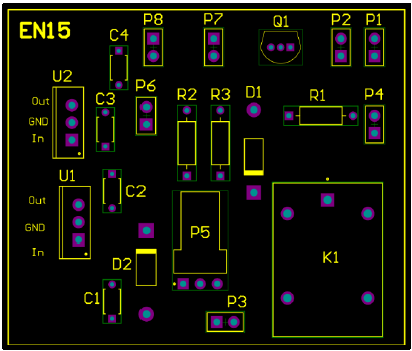 EN15
C4
P8
P7
Q1
P2
P1
U2
Out
GND
In
C3
P6
R2
R3
D1
R1
P4
U1
Out
GND
In
C2
P5
D2
K1
C1
P3